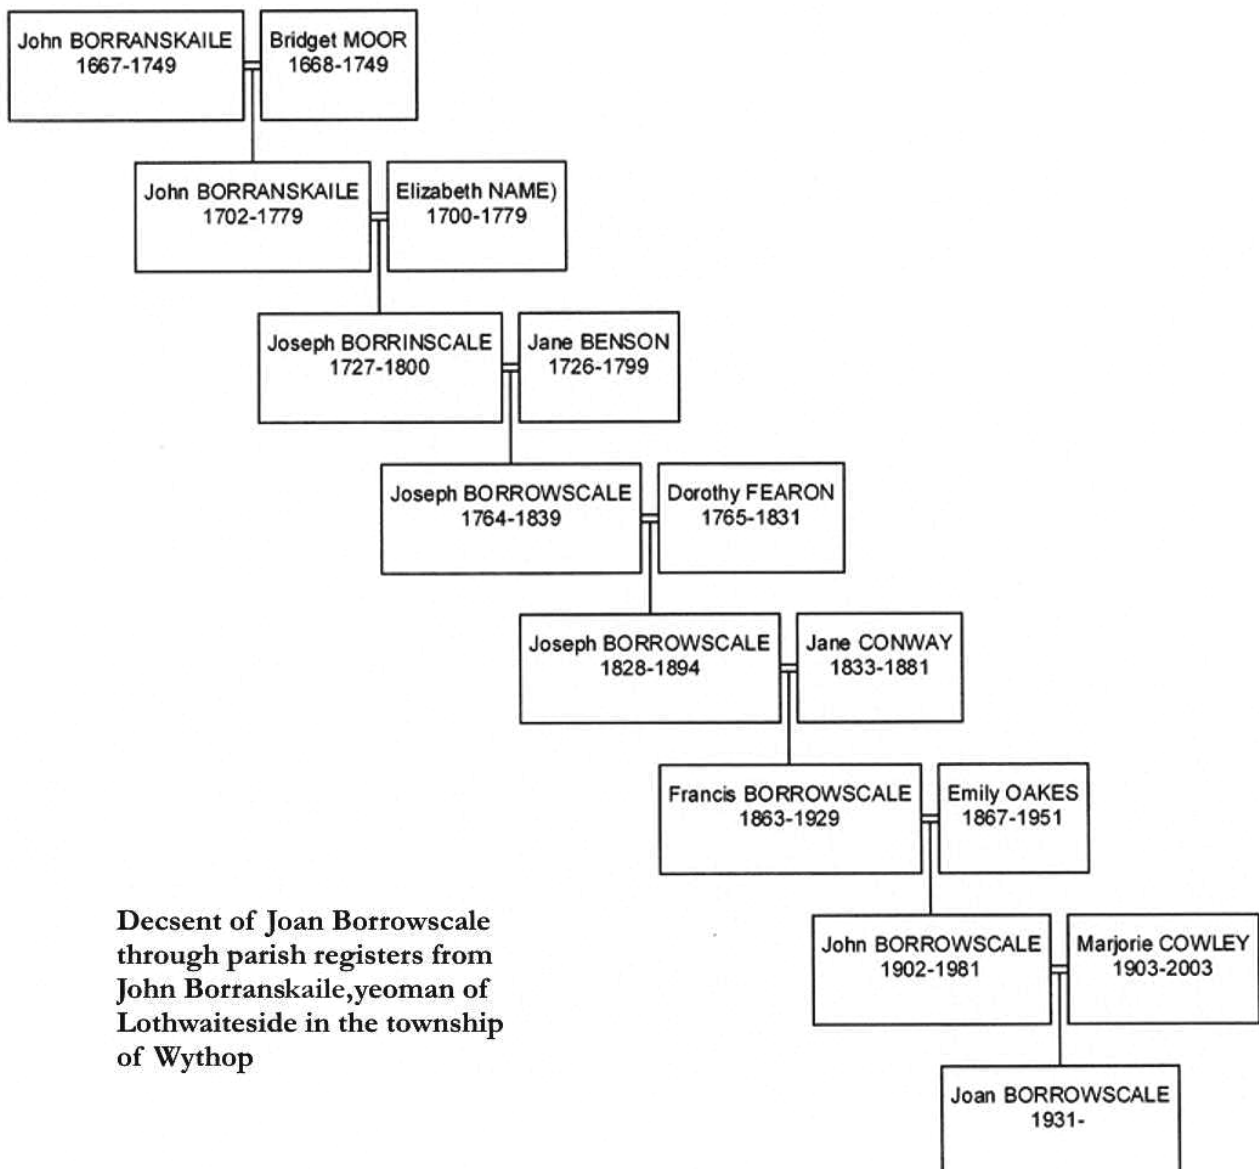 John BORRANSKAILE
1667-1749
Bridget MOOR
1668-1749
John BORRANSKAILE
1702-1779
Elizabeth NAME)
1700-1779
Joseph BORRINSCALE
1727-1800
Jane BENSON
1726-1799
Joseph BORROWSCALE
1764-1839
Dorothy FEARON
1765-1831
Joseph BORROWSCALE
1828-1894
Jane CONWAY
1833-1881
Francis BORROWSCALE
1863-1929
Emily OAKES
1867-1951
John BORROWSCALE
1902-1981
Marjorie COWLEY
1903-2003
Joan BORROWSCALE
1931-
Decsent of Joan Borrowscale
through parish registers from
John Borranskaile,yeoman of
Lothwaiteside in the township
of Wythop